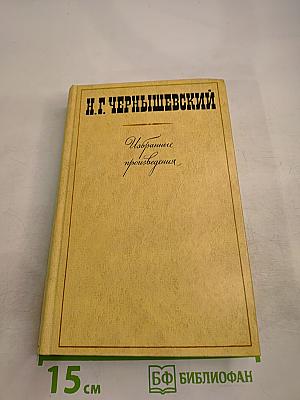 Н.Г. ЧЕРНЫШЕВСКИЙ
Избранные
произведения
15 см
БФ БИБЛИОФАН